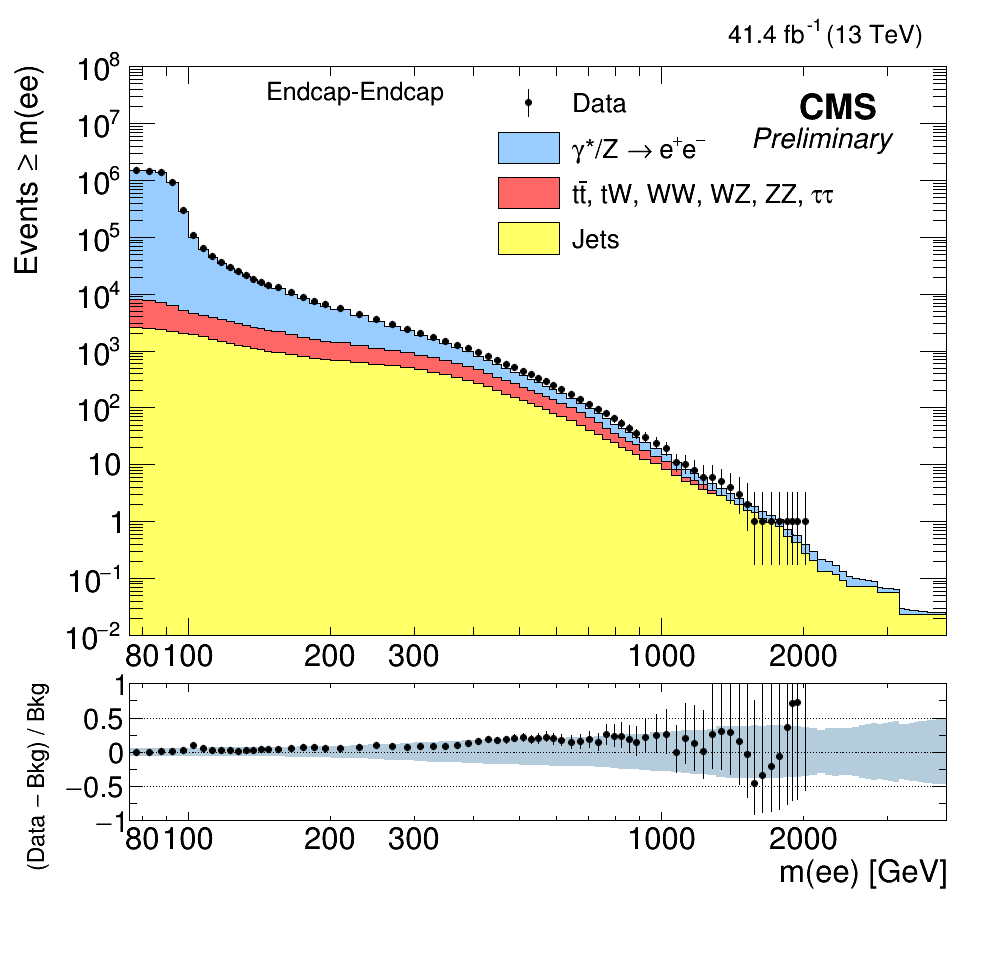 41.4 fb⁻¹ (13 TeV)
Events ≥ m(ee)
10⁸
10⁷
10⁶
10⁵
10⁴
10³
10²
10
1
10⁻¹
10⁻²
Endcap-Endcap
CMS
Preliminary
Data
γ*/Z → e⁺e⁻
tt̄, tW, WW, WZ, ZZ, ττ
Jets
80 100 200 300 1000 2000
(Data − Bkg) / Bkg
1
0.5
0
−0.5
−1
80 100 200 300 1000 2000
m(ee) [GeV]